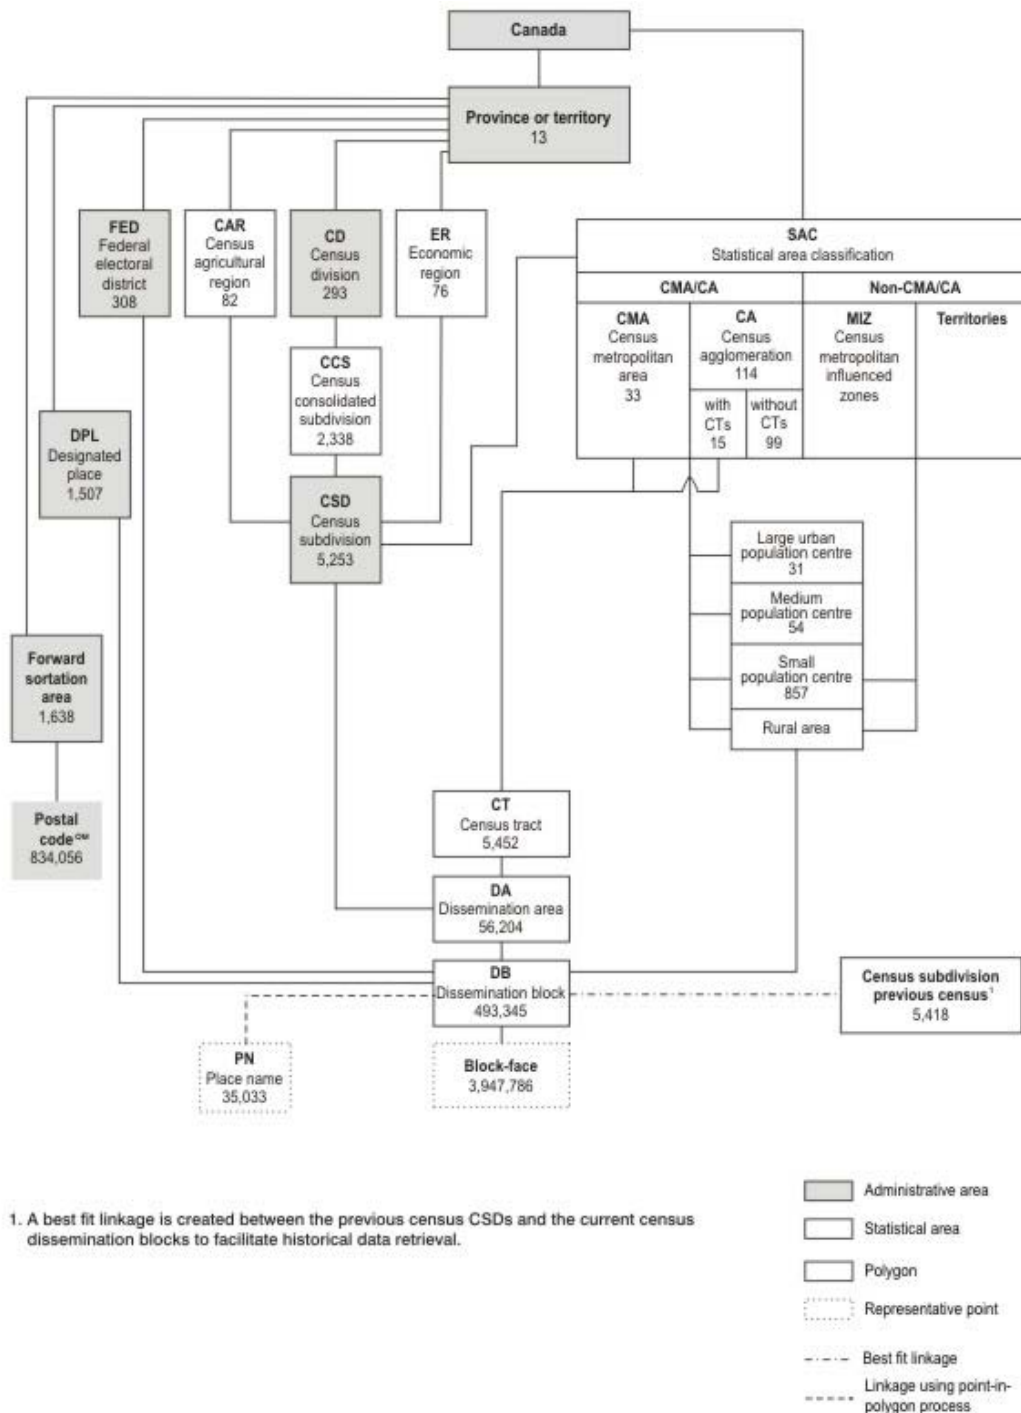 Canada
Province or territory
13
FED
Federal
electoral
district
308
CAR
Census
agricultural
region
82
CD
Census
division
293
ER
Economic
region
76
SAC
Statistical area classification
CMA/CA
Non-CMA/CA
CMA
Census
metropolitan
area
33
CA
Census
agglomeration
114
with
CTs
15
without
CTs
99
MIZ
Census
metropolitan
influenced
zones
Territories
CCS
Census
consolidated
subdivision
2,338
DPL
Designated
place
1,507
CSD
Census
subdivision
5,253
Large urban
population centre
31
Medium
population centre
54
Small
population centre
857
Rural area
Forward
sortation
area
1,638
Postal
code OM
834,056
CT
Census tract
5,452
DA
Dissemination area
56,204
DB
Dissemination block
493,345
Census subdivision
previous census¹
5,418
PN
Place name
35,033
Block-face
3,947,786
1. A best fit linkage is created between the previous census CSDs and the current census
dissemination blocks to facilitate historical data retrieval.
Administrative area
Statistical area
Polygon
Representative point
Best fit linkage
Linkage using point-in-
polygon process